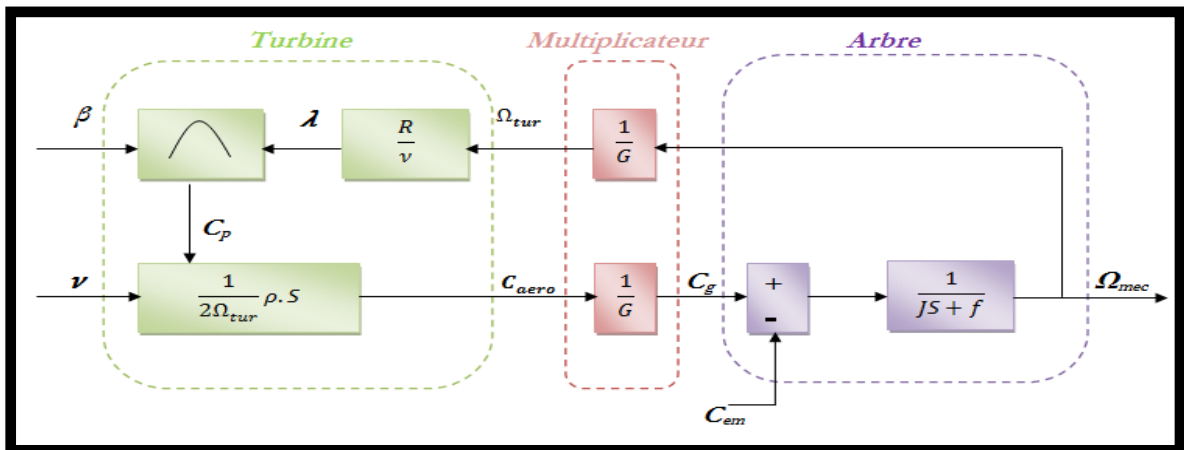 Turbine
Multiplicateur
Arbre
β
λ
R/ν
Ω_tur
1/G
C_p
ν
1/(2Ω_tur) ρ.S
C_aero
1/G
C_g
+
-
1/(JS + f)
Ω_mec
C_em